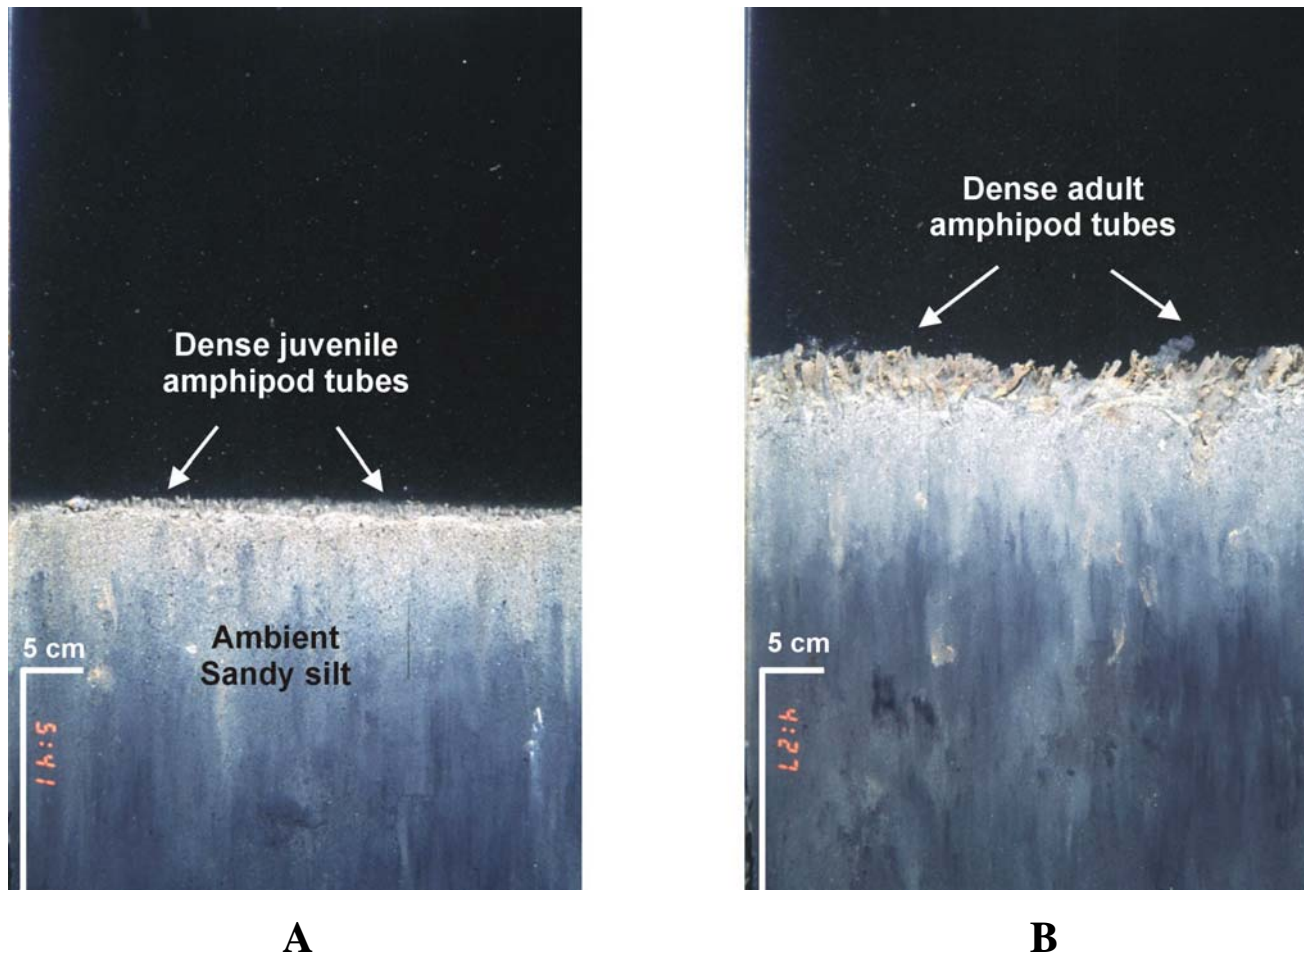 Dense juvenile
amphipod tubes
Ambient
Sandy silt
5 cm
5:41
A
Dense adult
amphipod tubes
5 cm
4:27
B